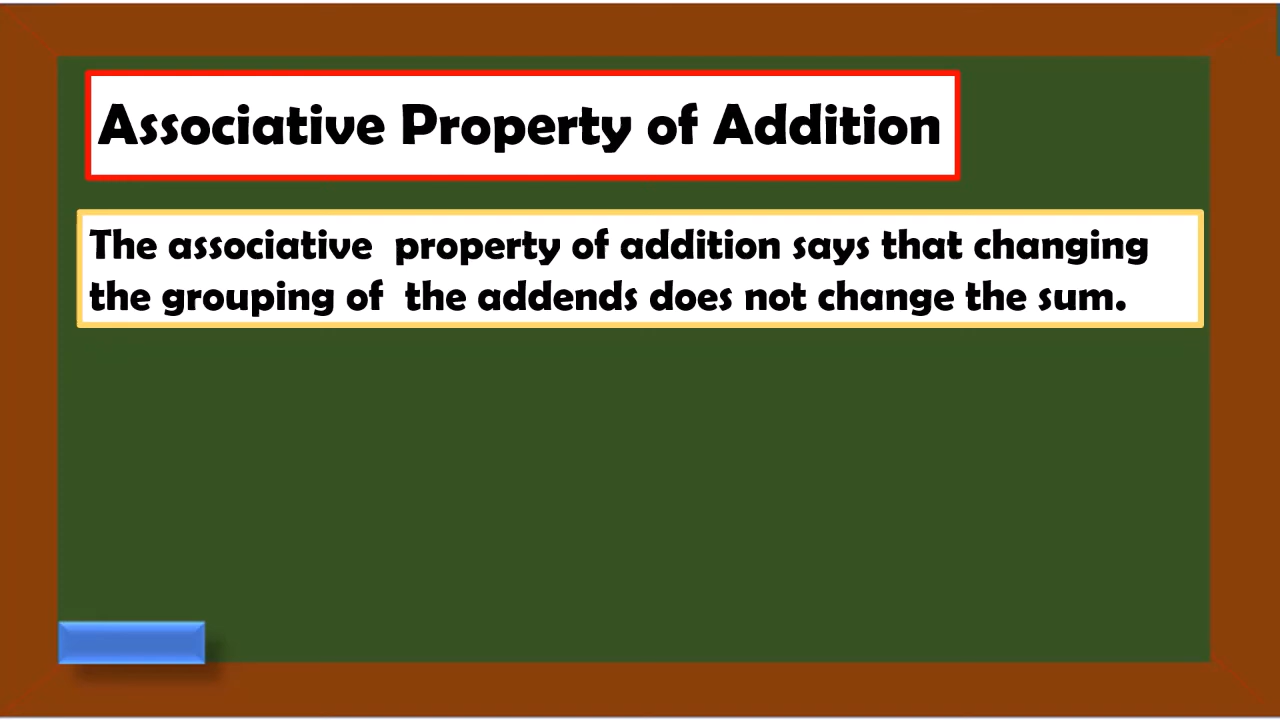 Associative Property of Addition
The associative  property of addition says that changing
the grouping of  the addends does not change the sum.